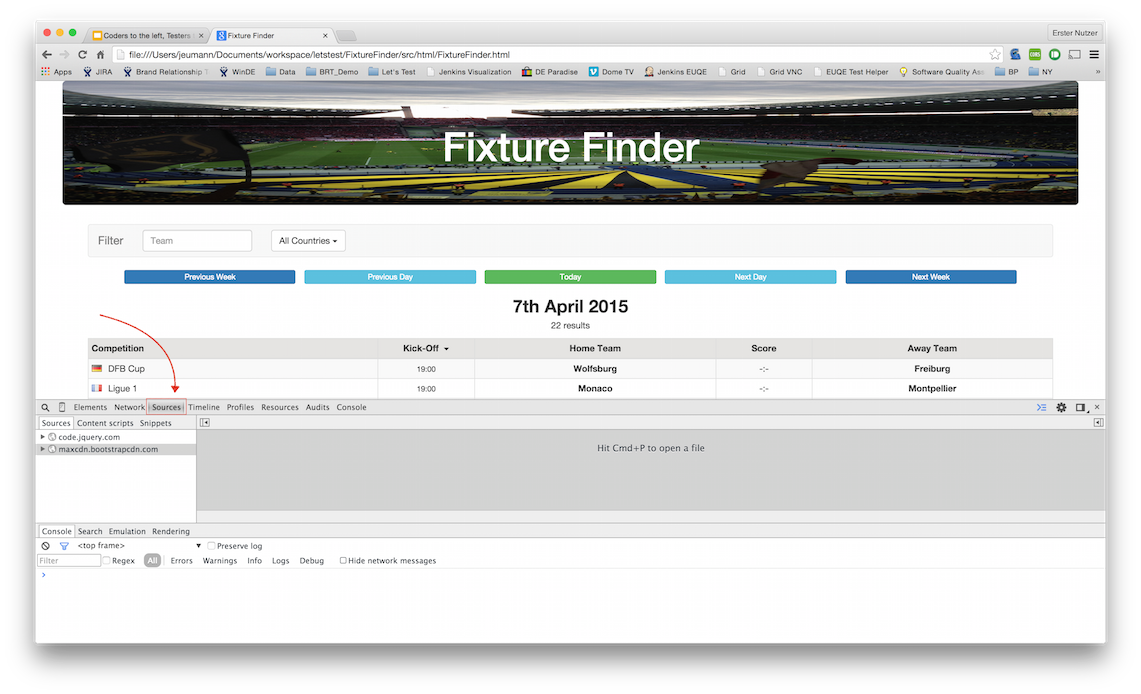 Coders to the left, Testers t
Fixture Finder
Erster Nutzer
file:///Users/jeumann/Documents/workspace/letstest/FixtureFinder/src/html/FixtureFinder.html
Apps JIRA Brand Relationship T WinDE Data BRT_Demo Let's Test Jenkins Visualization DE Paradise Dome TV Jenkins EUQE Grid Grid VNC EUQE Test Helper Software Quality Ass BP NY »
Fixture Finder
Filter Team All Countries
Previous Week Previous Day Today Next Day Next Week
7th April 2015
22 results
Competition Kick-Off Home Team Score Away Team
DFB Cup 19:00 Wolfsburg -:- Freiburg
Ligue 1 19:00 Monaco -:- Montpellier
Elements Network Sources Timeline Profiles Resources Audits Console
Sources Content scripts Snippets
code.jquery.com
maxcdn.bootstrapcdn.com
Hit Cmd+P to open a file
Console Search Emulation Rendering
<top frame> Preserve log
Filter Regex All Errors Warnings Info Logs Debug Hide network messages